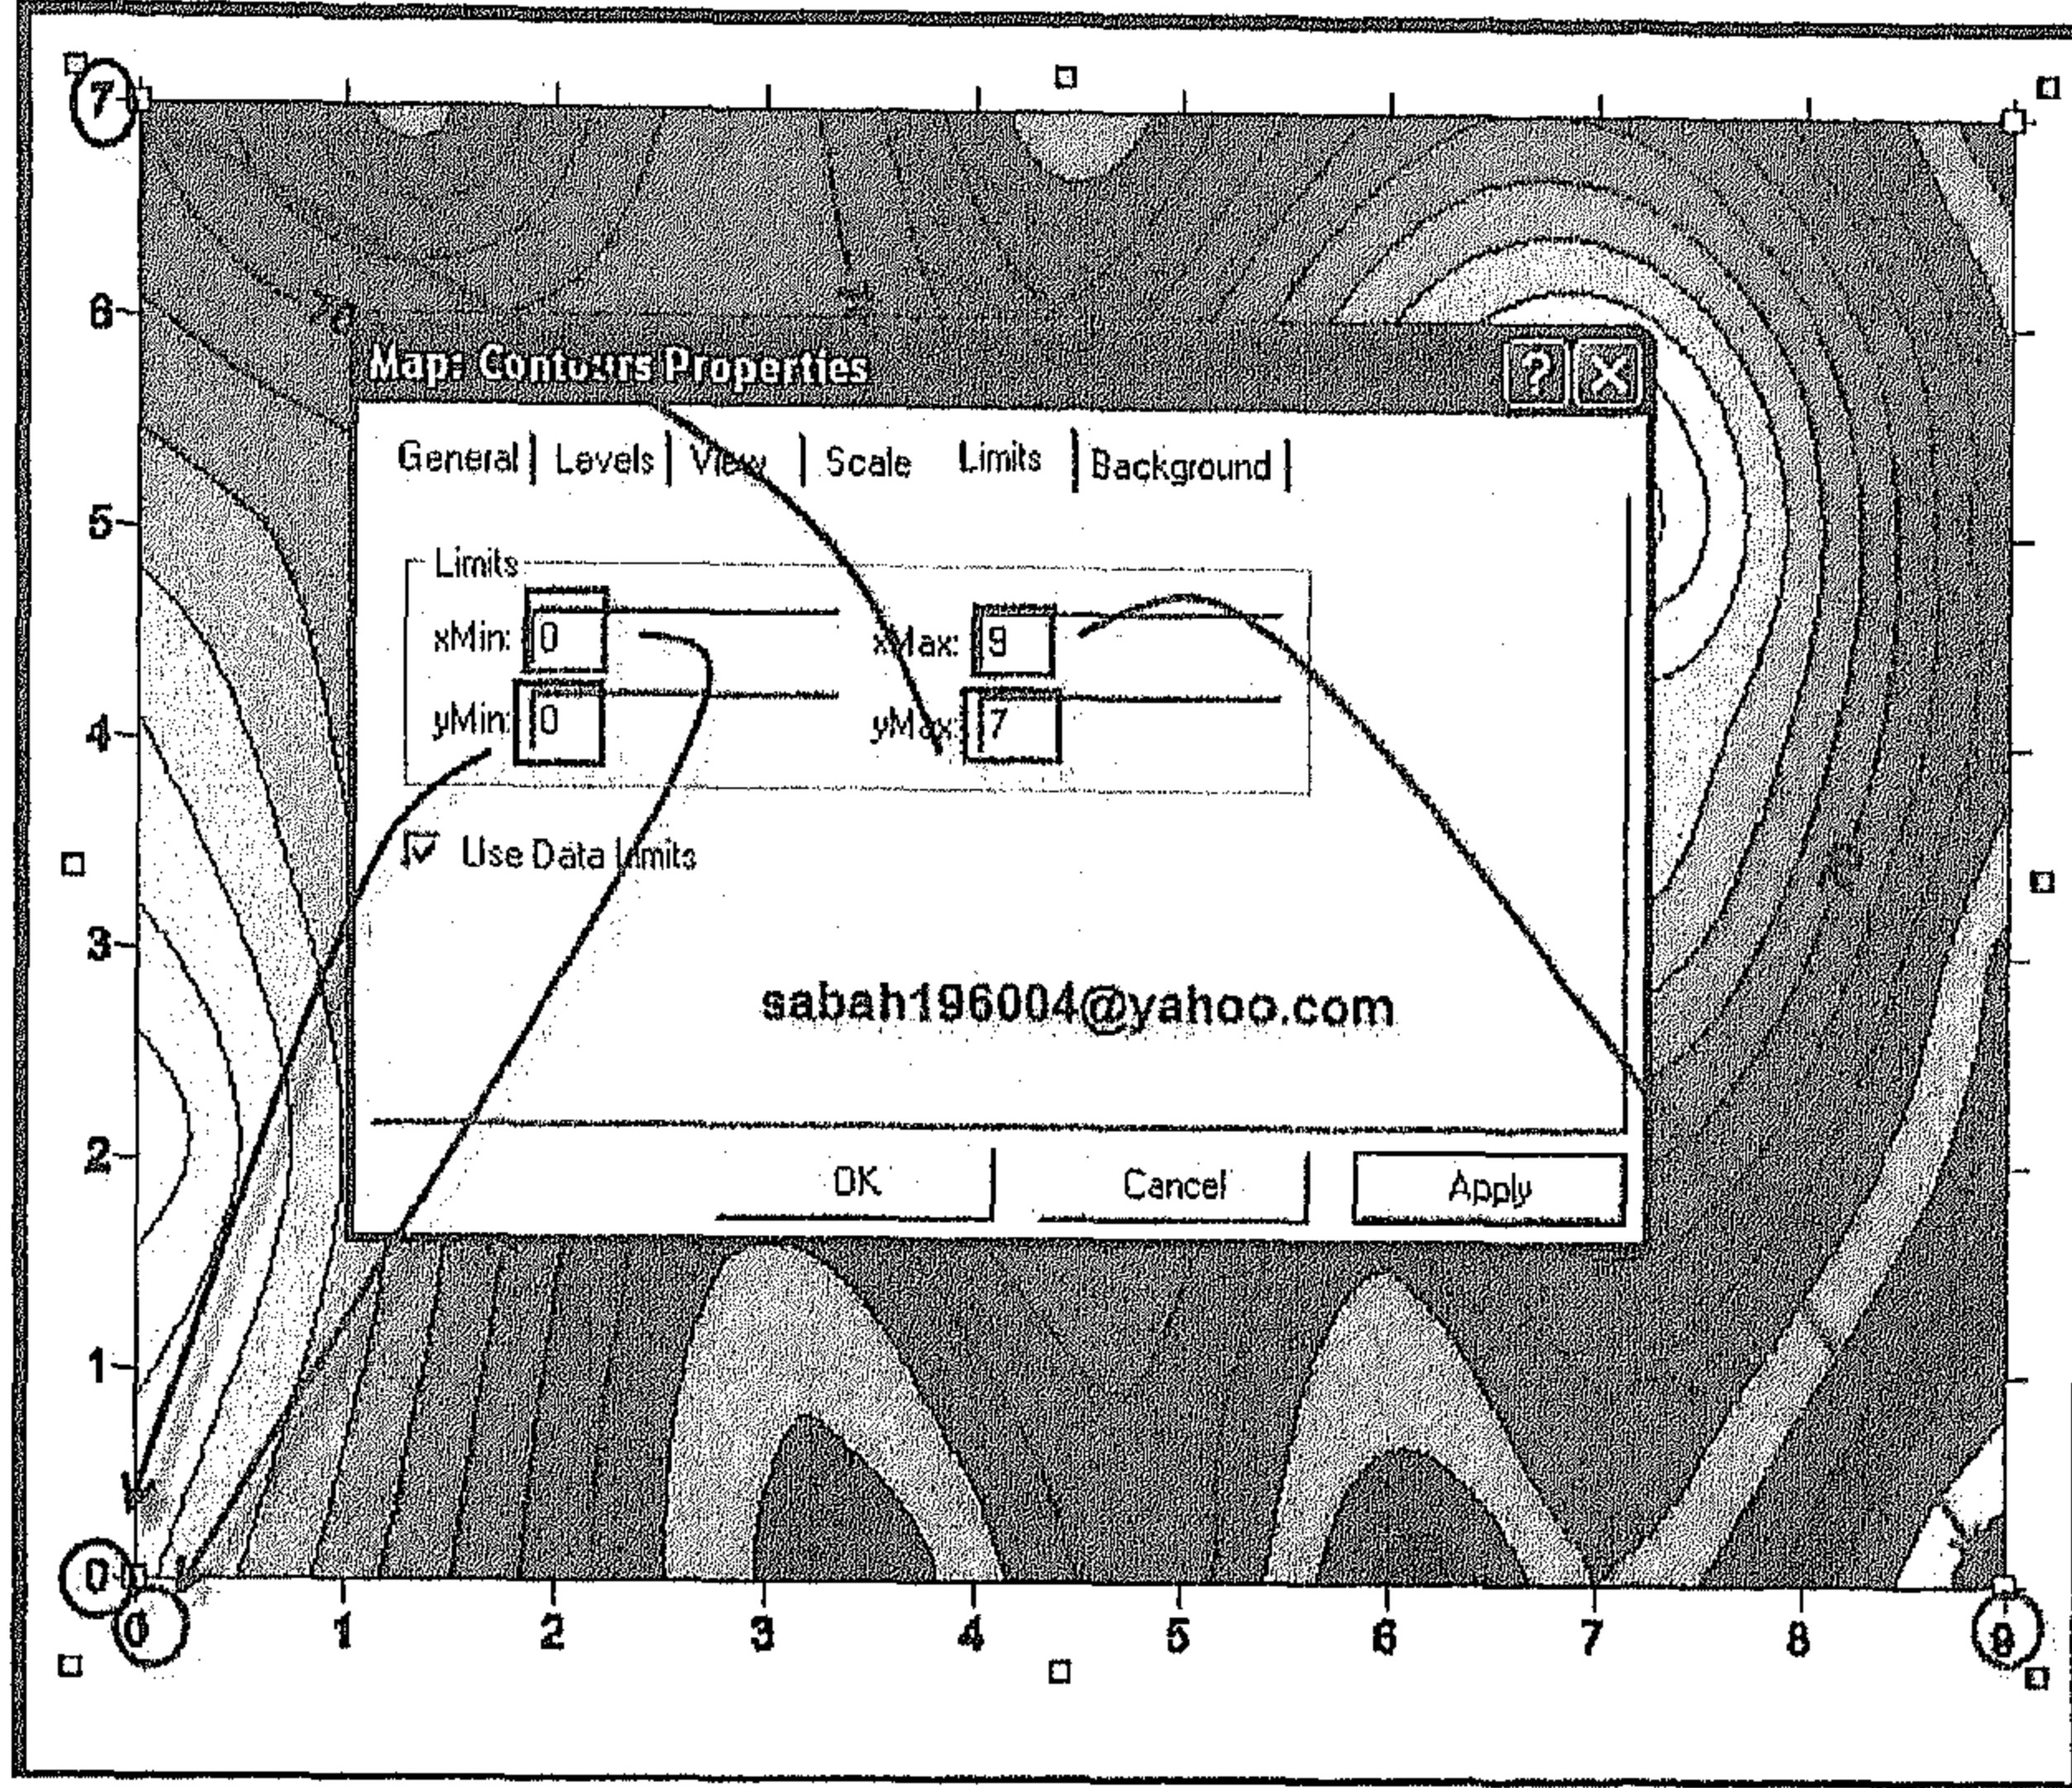 7
6
Map: Contours Properties ? X
General Levels View Scale Limits Background
5
Limits
xMin: 0 xMax: 9
yMin: 0 yMax: 7
4
Use Data Limits
3
sabah196004@yahoo.com
2
OK Cancel Apply
1
0
0 1 2 3 4 5 6 7 8 9